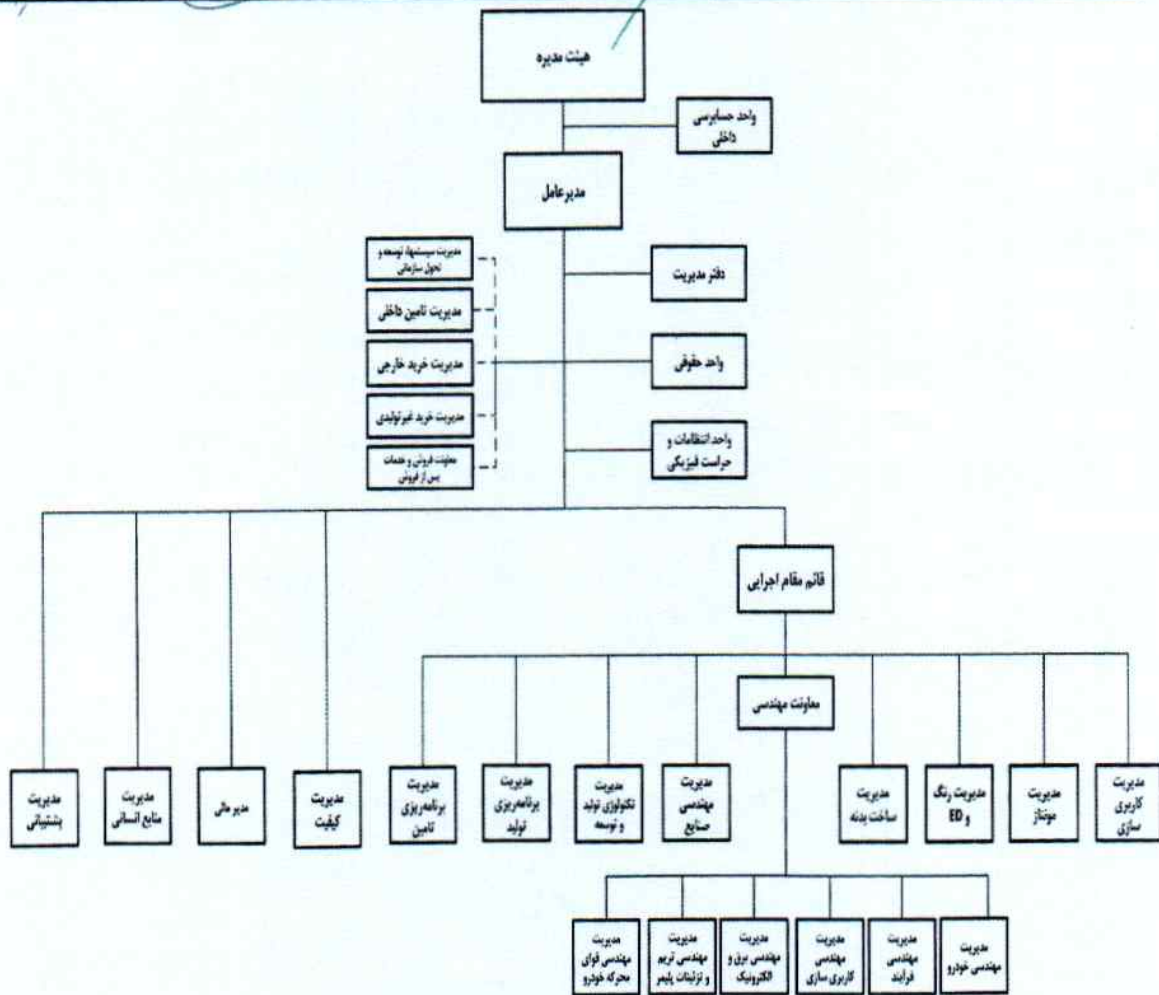 هیئت مدیره
واحد حسابرسی
داخلی
مدیرعامل
دفتر مدیریت
واحد حقوقی
واحد انتظامات و
حراست فیزیکی
مدیریت سیستمها، توسعه و
تحول سازمانی
مدیریت تامین داخلی
مدیریت خرید خارجی
مدیریت خرید غیرتولیدی
معاونت فروش و خدمات
پس از فروش
قائم مقام اجرایی
معاونت مهندسی
مدیریت
کاربری
سازی
مدیریت
مونتاژ
مدیریت رنگ
و ED
مدیریت
ساخت بدنه
مدیریت
مهندسی
صنایع
مدیریت
تکنولوژی تولید
و توسعه
مدیریت
برنامه‌ریزی
تولید
مدیریت
برنامه‌ریزی
تامین
مدیریت
کیفیت
مدیر مالی
مدیریت
منابع انسانی
مدیریت
پشتیبانی
مدیریت
مهندسی خودرو
مدیریت
مهندسی
فرآیند
مدیریت
مهندسی
کاربری سازی
مدیریت
مهندسی برق و
الکترونیک
مدیریت
مهندسی تریم
و تزئینات پلیمر
مدیریت
مهندسی قوای
محرکه خودرو